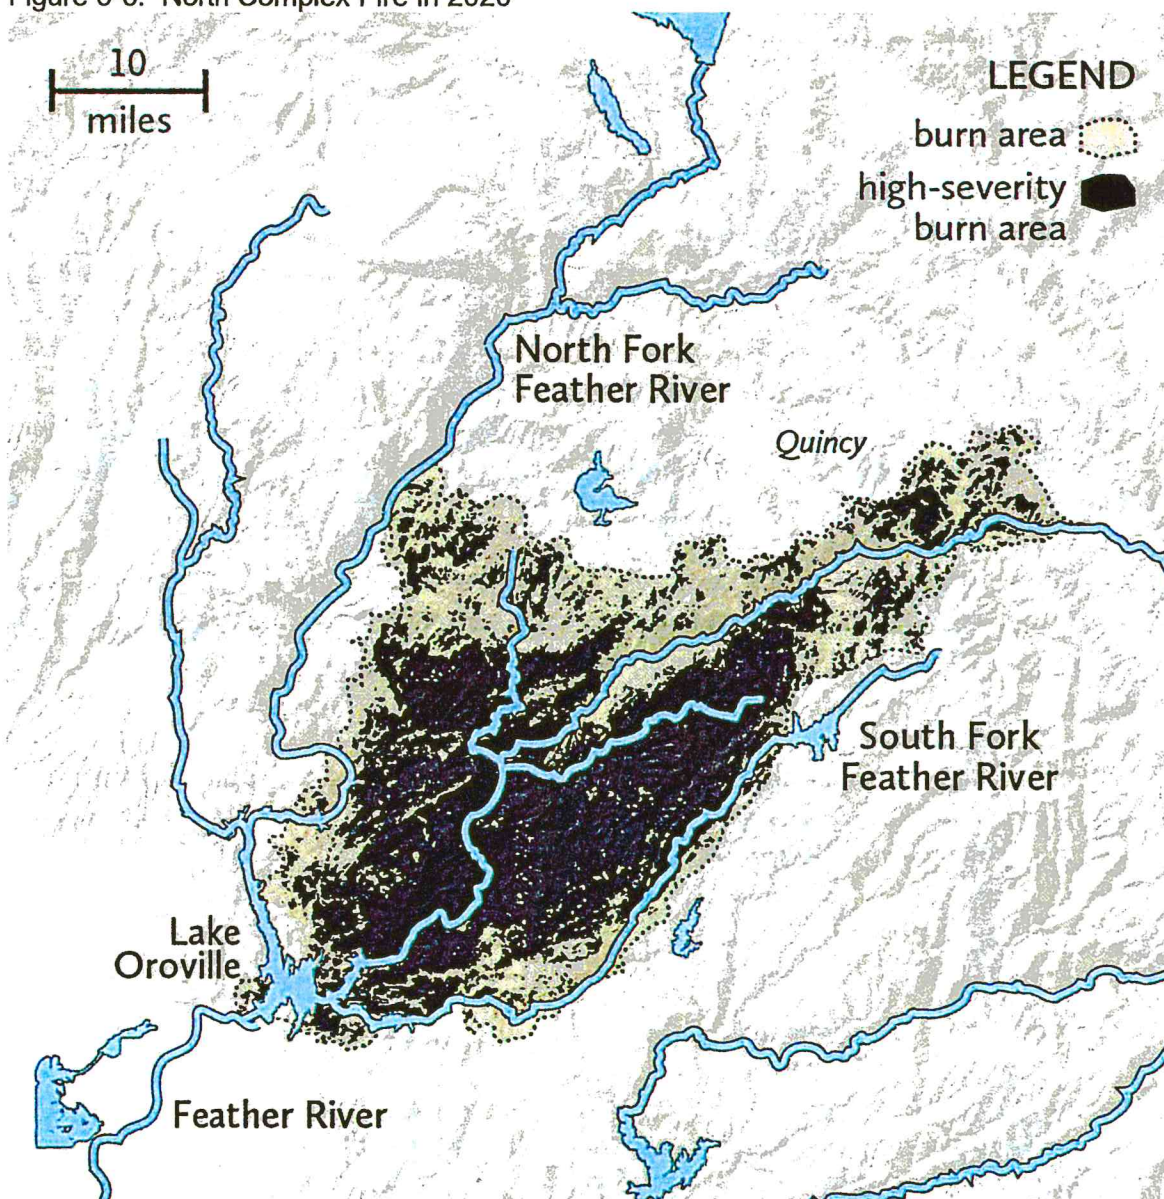 North Complex Fire in 2020
10
miles
LEGEND
burn area
high-severity
burn area
North Fork
Feather River
Quincy
South Fork
Feather River
Lake
Oroville
Feather River